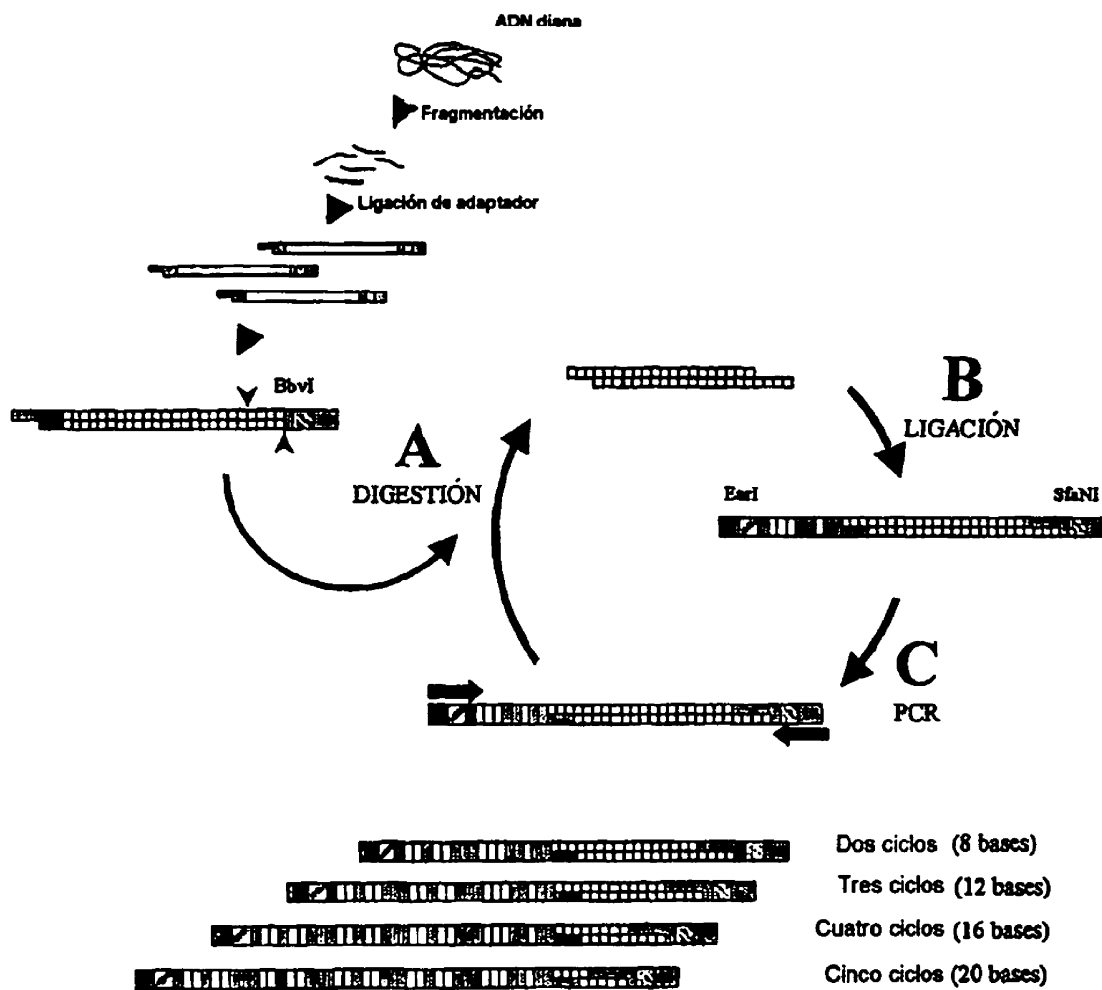 ADN diana
Fragmentación
Ligación de adaptador
BbvI
A
DIGESTIÓN
B
LIGACIÓN
EarI
SfaNI
C
PCR
Dos ciclos (8 bases)
Tres ciclos (12 bases)
Cuatro ciclos (16 bases)
Cinco ciclos (20 bases)